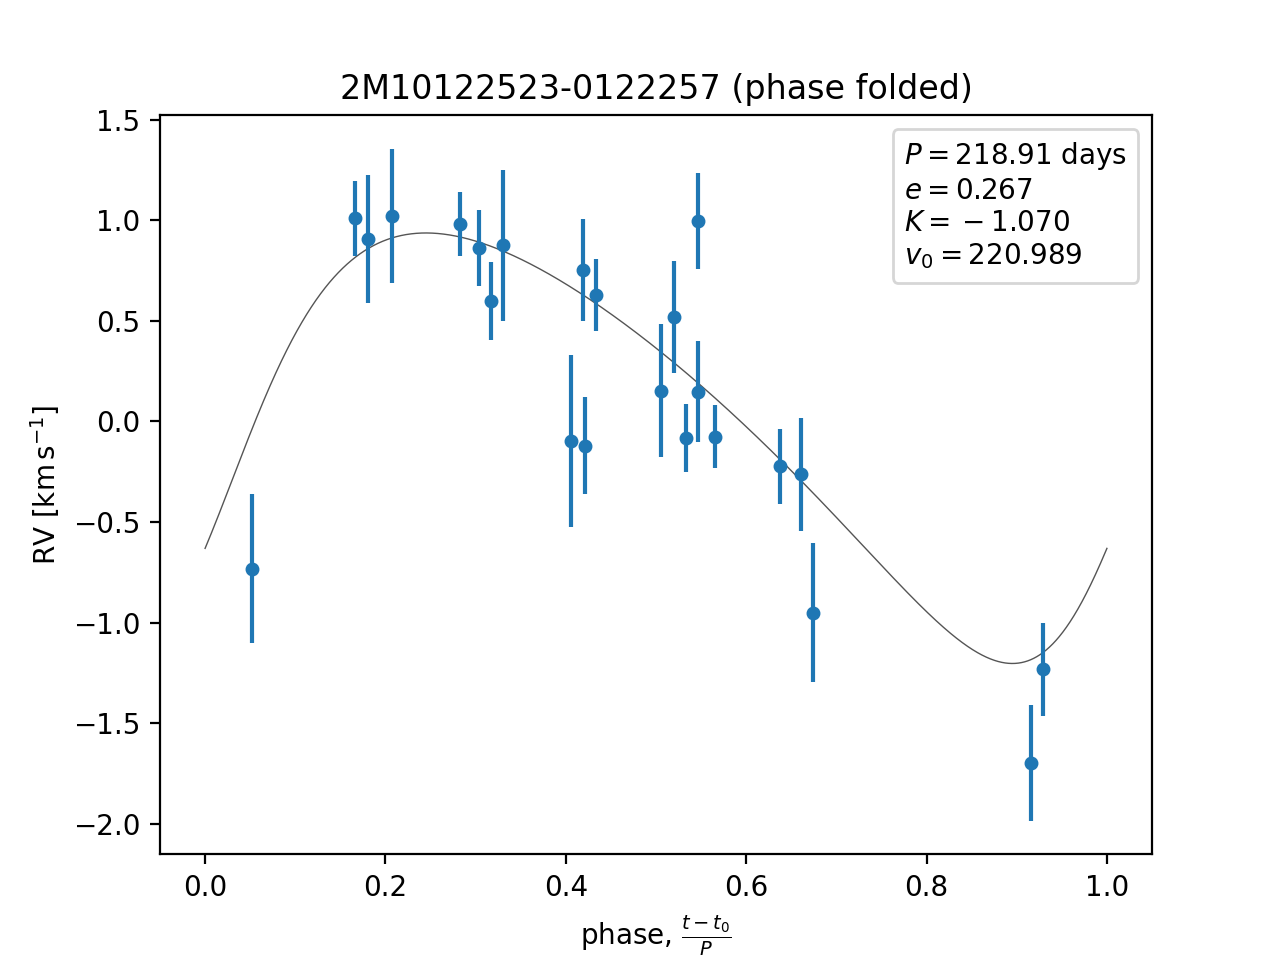 2M10122523-0122257 (phase folded)
P = 218.91 days
e = 0.267
K = −1.070
v₀ = 220.989
RV [km s⁻¹]
1.5
1.0
0.5
0.0
−0.5
−1.0
−1.5
−2.0
0.0 0.2 0.4 0.6 0.8 1.0
phase, (t − t₀)/P